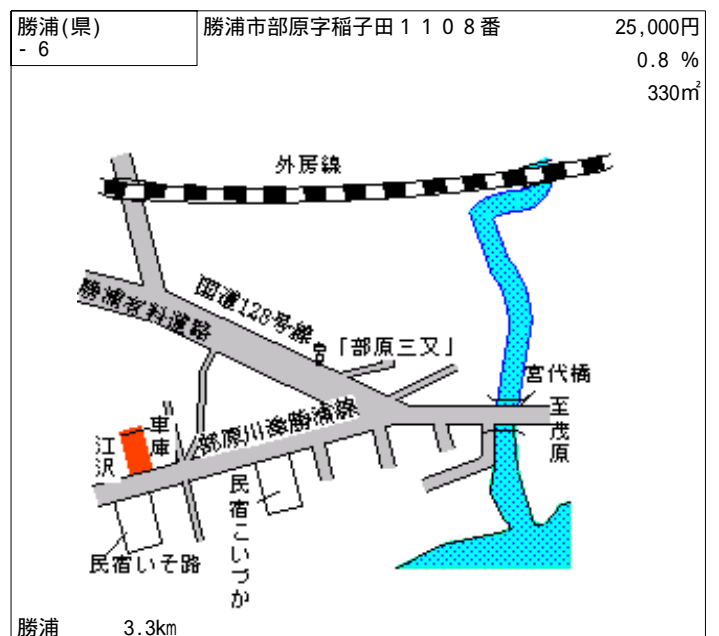 勝浦(県)
- 6
勝浦市部原字稲子田１１０８番
25,000円
0.8 %
330㎡
外房線
国道128号線
勝浦有料道路
「部原三又」
宮代橋
至茂原
部原川津勝浦線
車庫
江沢
民宿こいづか
民宿いそ路
勝浦 3.3km